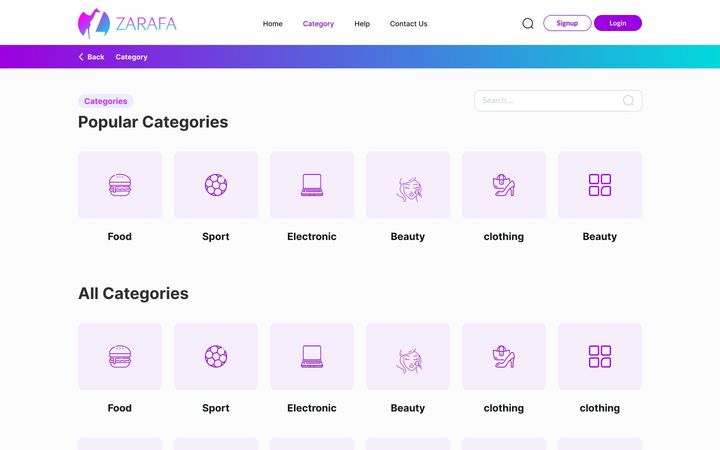 ZARAFA
Home Category Help Contact Us
Signup Login
Back Category
Categories
Search....
Popular Categories
Food Sport Electronic Beauty clothing Beauty
All Categories
Food Sport Electronic Beauty clothing clothing